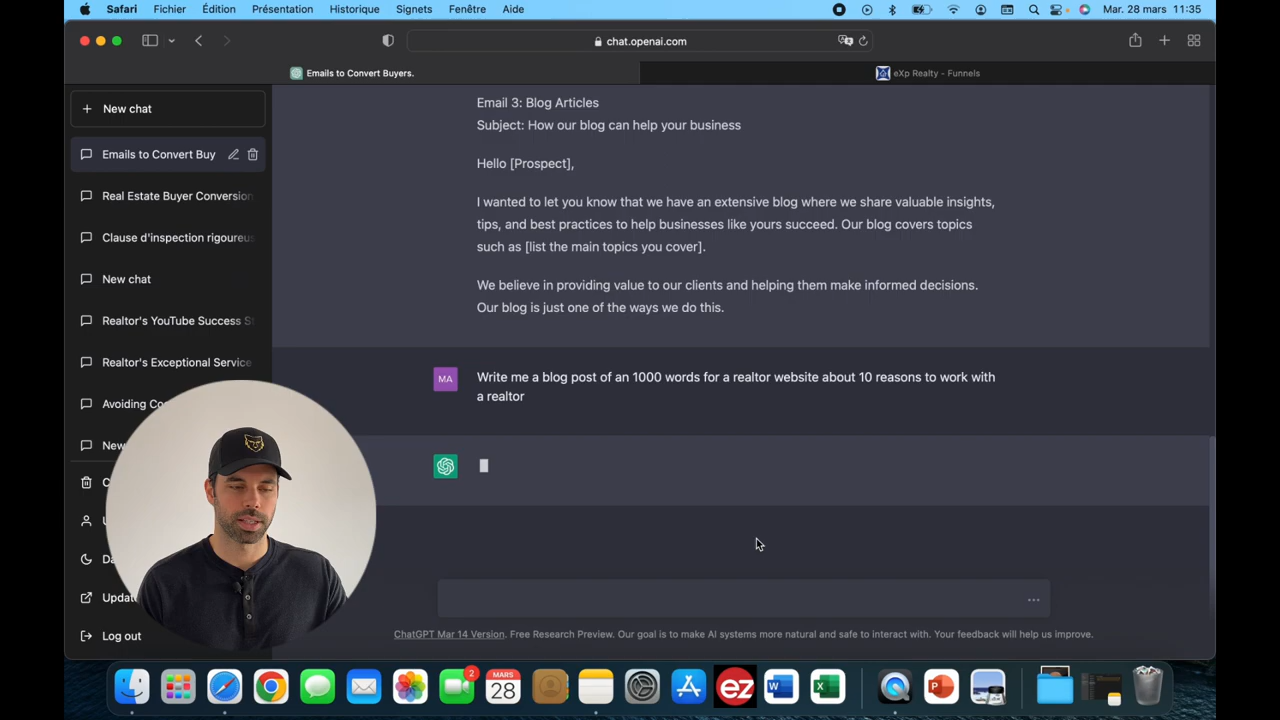 Safari Fichier Édition Présentation Historique Signets Fenêtre Aide Mar. 28 mars 11:35
chat.openai.com
Emails to Convert Buyers. eXp Realty - Funnels
New chat
Emails to Convert Buy
Real Estate Buyer Conversion
Clause d'inspection rigoureus
New chat
Realtor's YouTube Success St
Realtor's Exceptional Service
Avoiding Co
New
Updat
Log out
Email 3: Blog Articles
Subject: How our blog can help your business
Hello [Prospect],
I wanted to let you know that we have an extensive blog where we share valuable insights,
tips, and best practices to help businesses like yours succeed. Our blog covers topics
such as [list the main topics you cover].
We believe in providing value to our clients and helping them make informed decisions.
Our blog is just one of the ways we do this.
MA
Write me a blog post of an 1000 words for a realtor website about 10 reasons to work with
a realtor
ChatGPT Mar 14 Version. Free Research Preview. Our goal is to make AI systems more natural and safe to interact with. Your feedback will help us improve.
2
MARS
28
ez
W
X
P